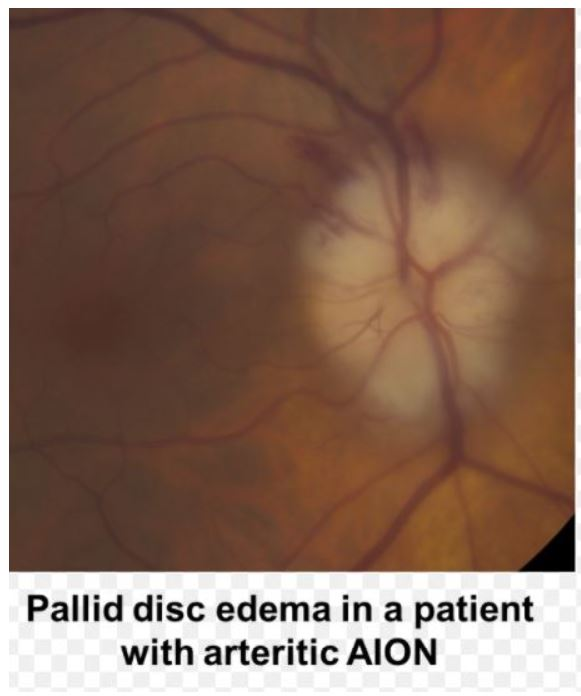 Pallid disc edema in a patient
with arteritic AION